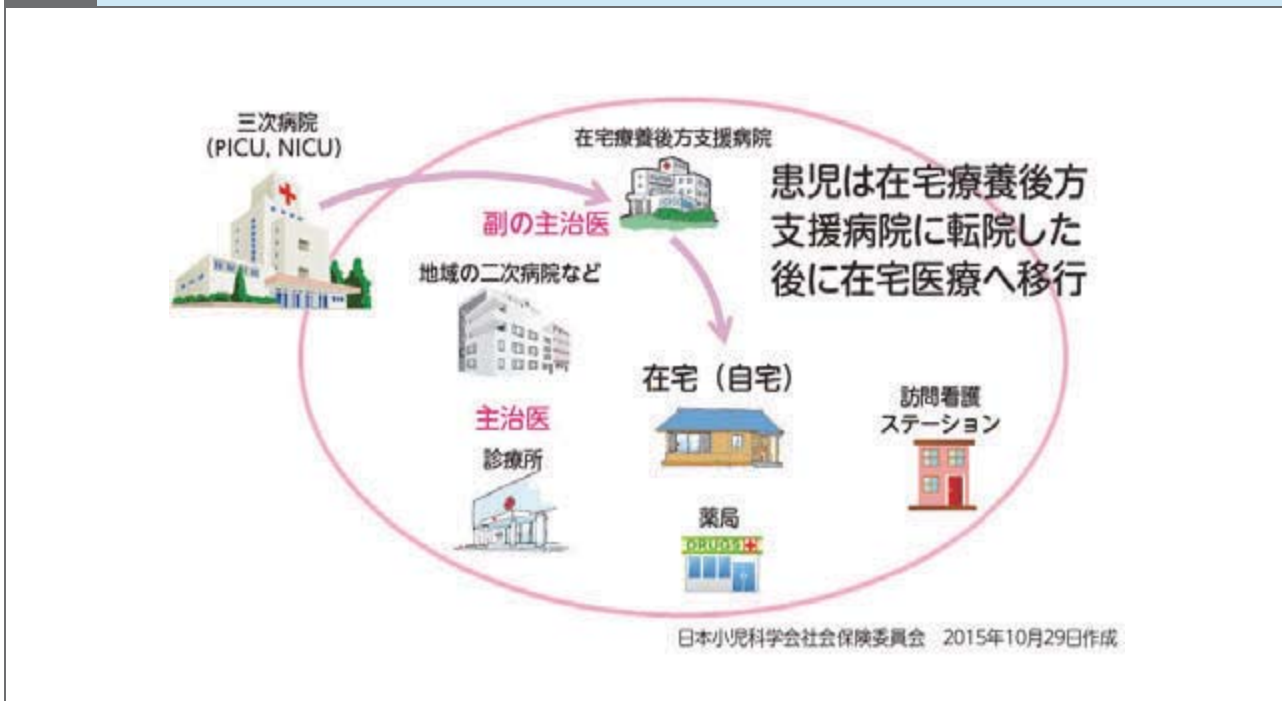 三次病院
(PICU, NICU)
在宅療養後方支援病院
患児は在宅療養後方
支援病院に転院した
後に在宅医療へ移行
副の主治医
地域の二次病院など
在宅（自宅）
訪問看護
ステーション
主治医
診療所
薬局
DRUGS
日本小児科学会社会保険委員会　2015年10月29日作成